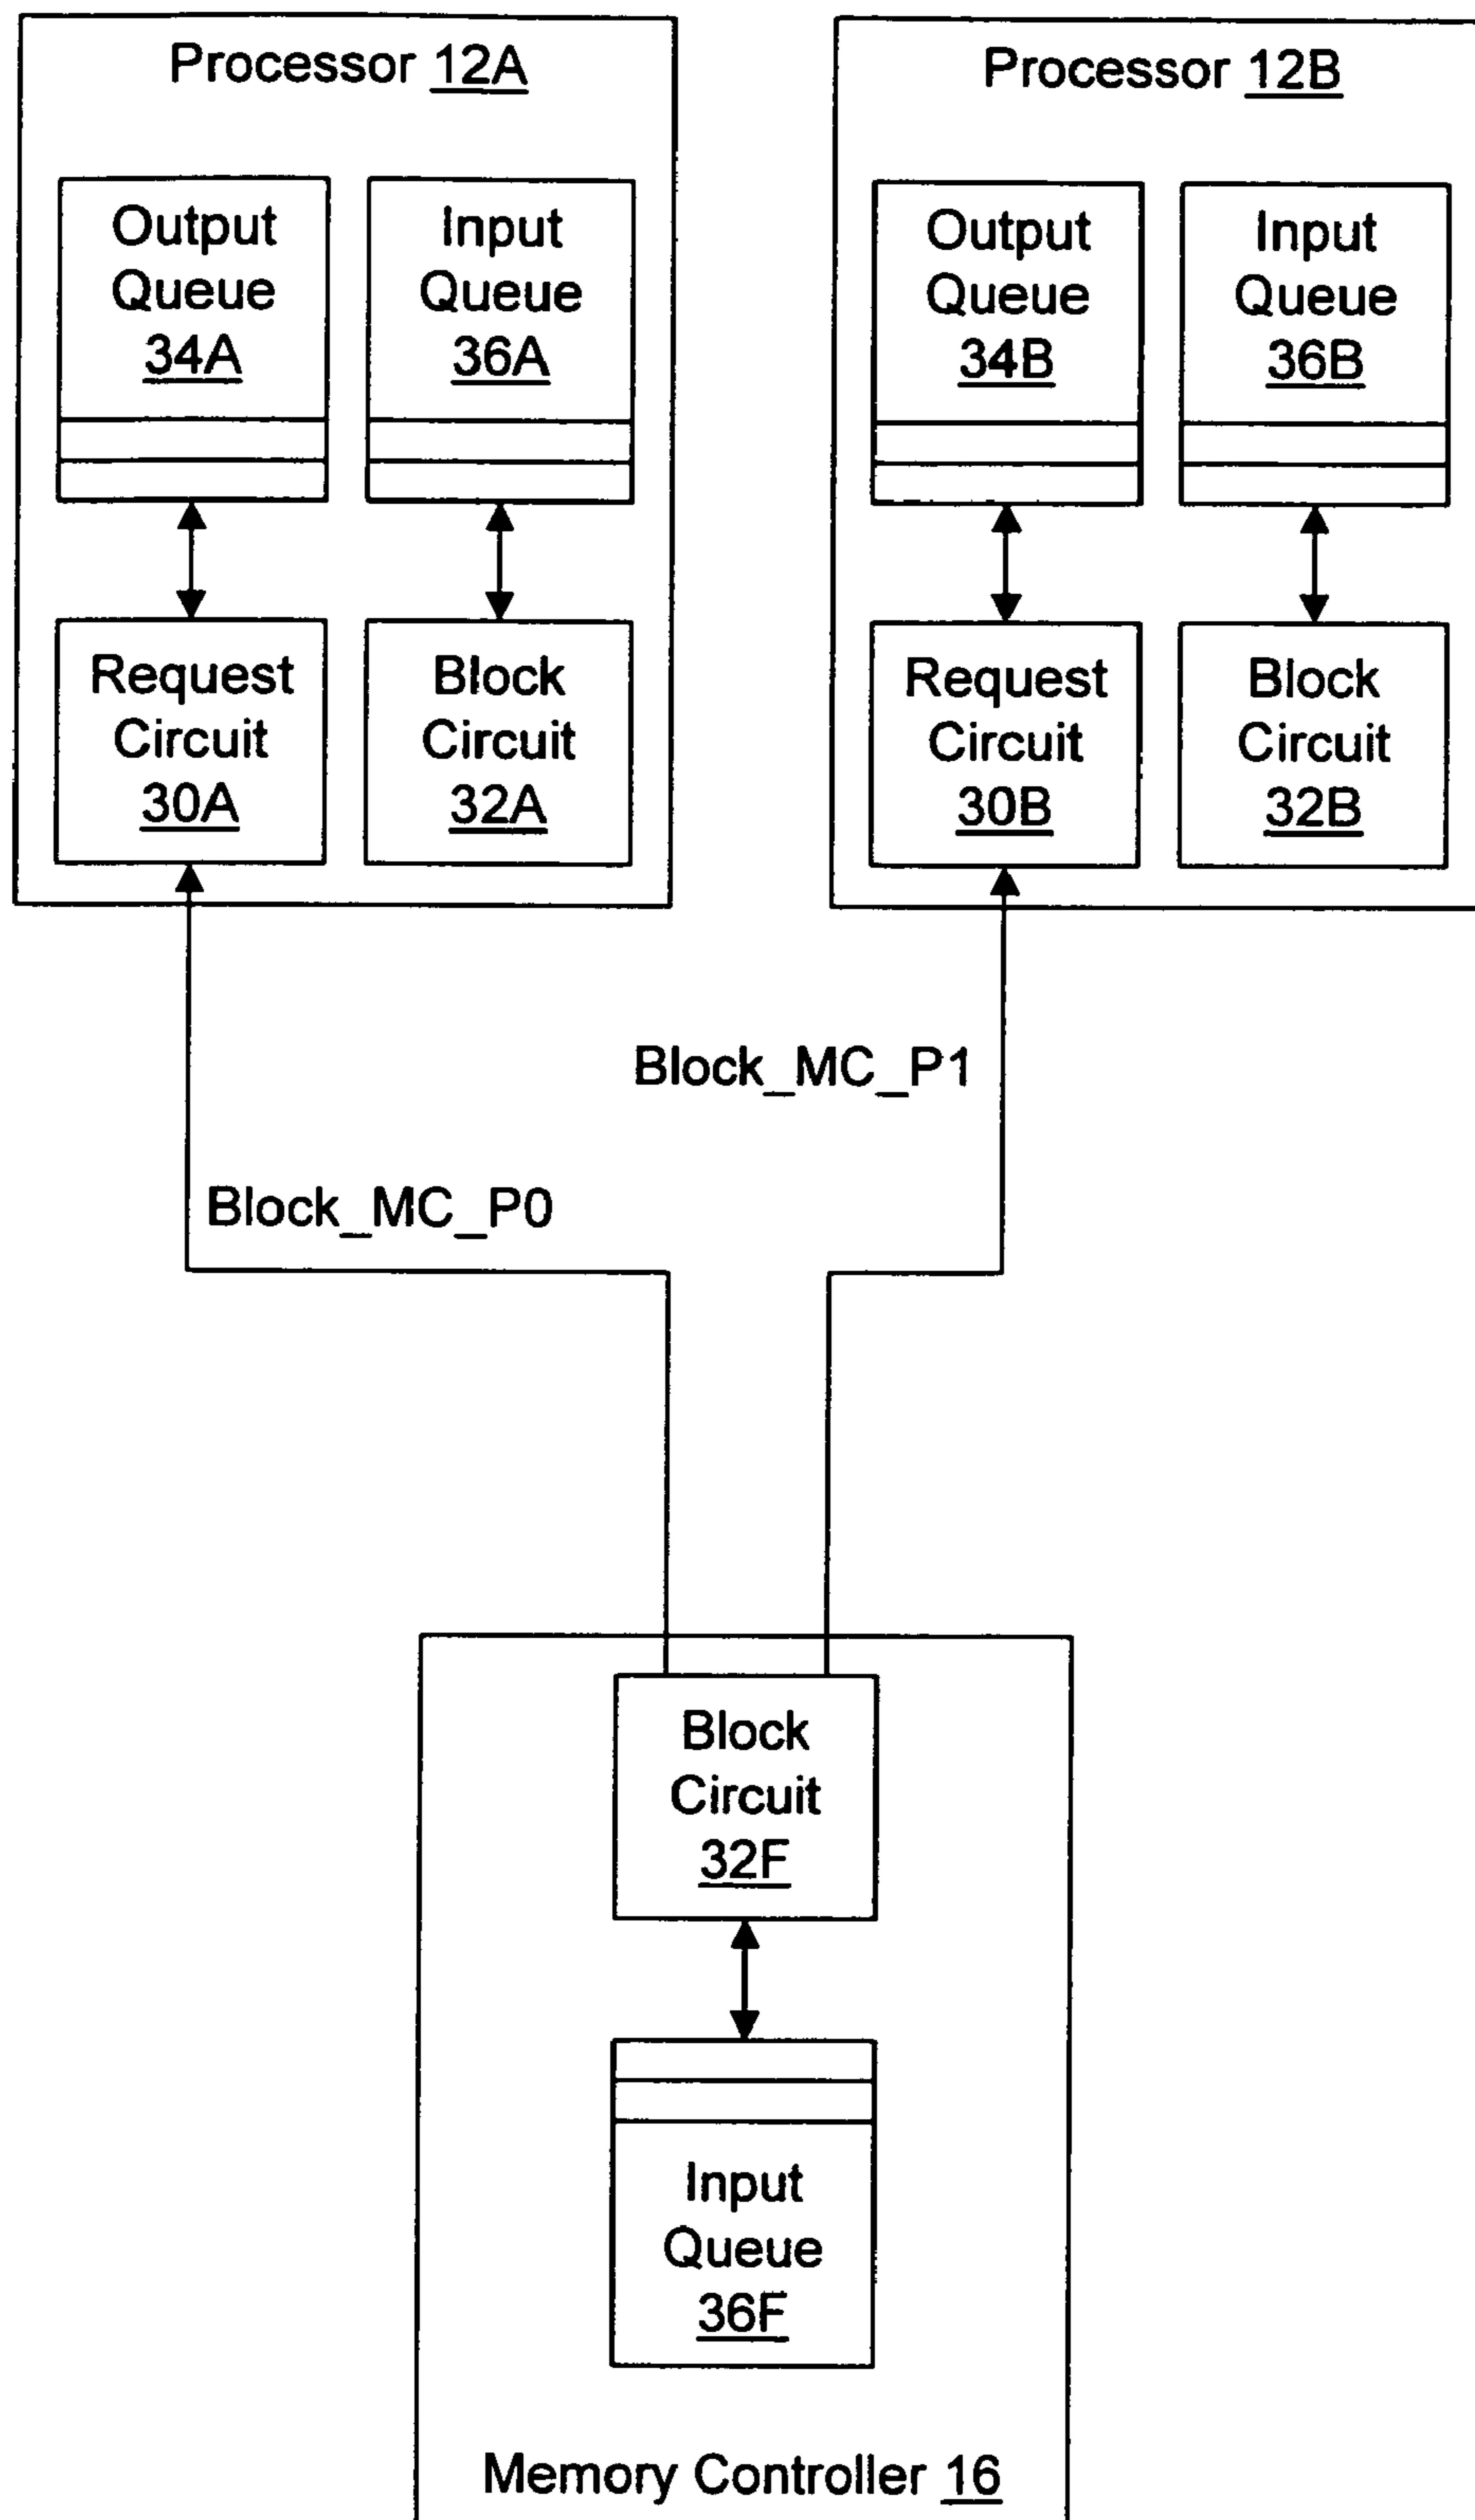 Processor 12A
Processor 12B
Output
Queue
34A
Input
Queue
36A
Output
Queue
34B
Input
Queue
36B
Request
Circuit
30A
Block
Circuit
32A
Request
Circuit
30B
Block
Circuit
32B
Block_MC_P1
Block_MC_P0
Block
Circuit
32F
Input
Queue
36F
Memory Controller 16